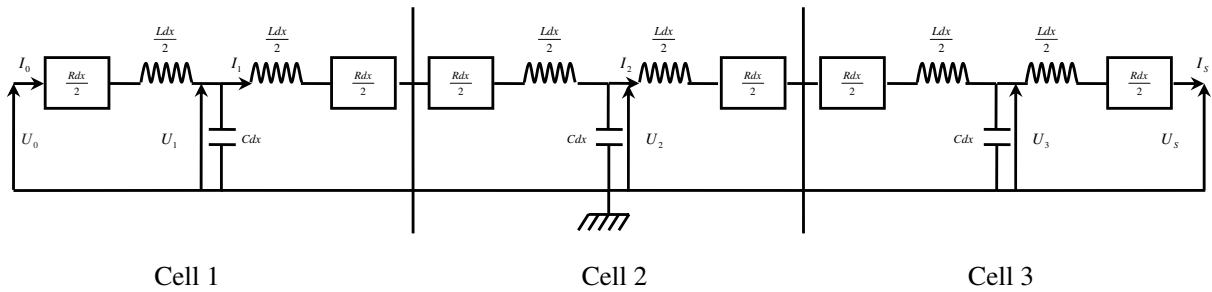 Ldx/2 Ldx/2 Ldx/2 Ldx/2 Ldx/2 Ldx/2
I₀ I₁ I₂ I_S
Rdx/2 Rdx/2 Rdx/2 Rdx/2 Rdx/2 Rdx/2
U₀ U₁ Cdx Cdx U₂ Cdx U₃ U_S
Cell 1 Cell 2 Cell 3